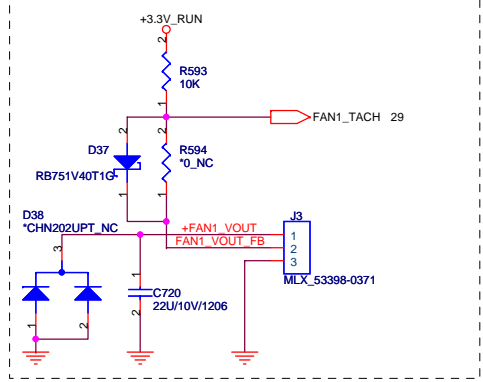 +3.3V_RUN
2
R593
10K
1
FAN1_TACH 29
2
2
D37
R594
*0_NC
RB751V40T1G
1
1
D38
*CHN202UPT_NC
+FAN1_VOUT
J3
1
FAN1_VOUT_FB
2
3
3
MLX_53398-0371
1
C720
22U/10V/1206
2
1
2